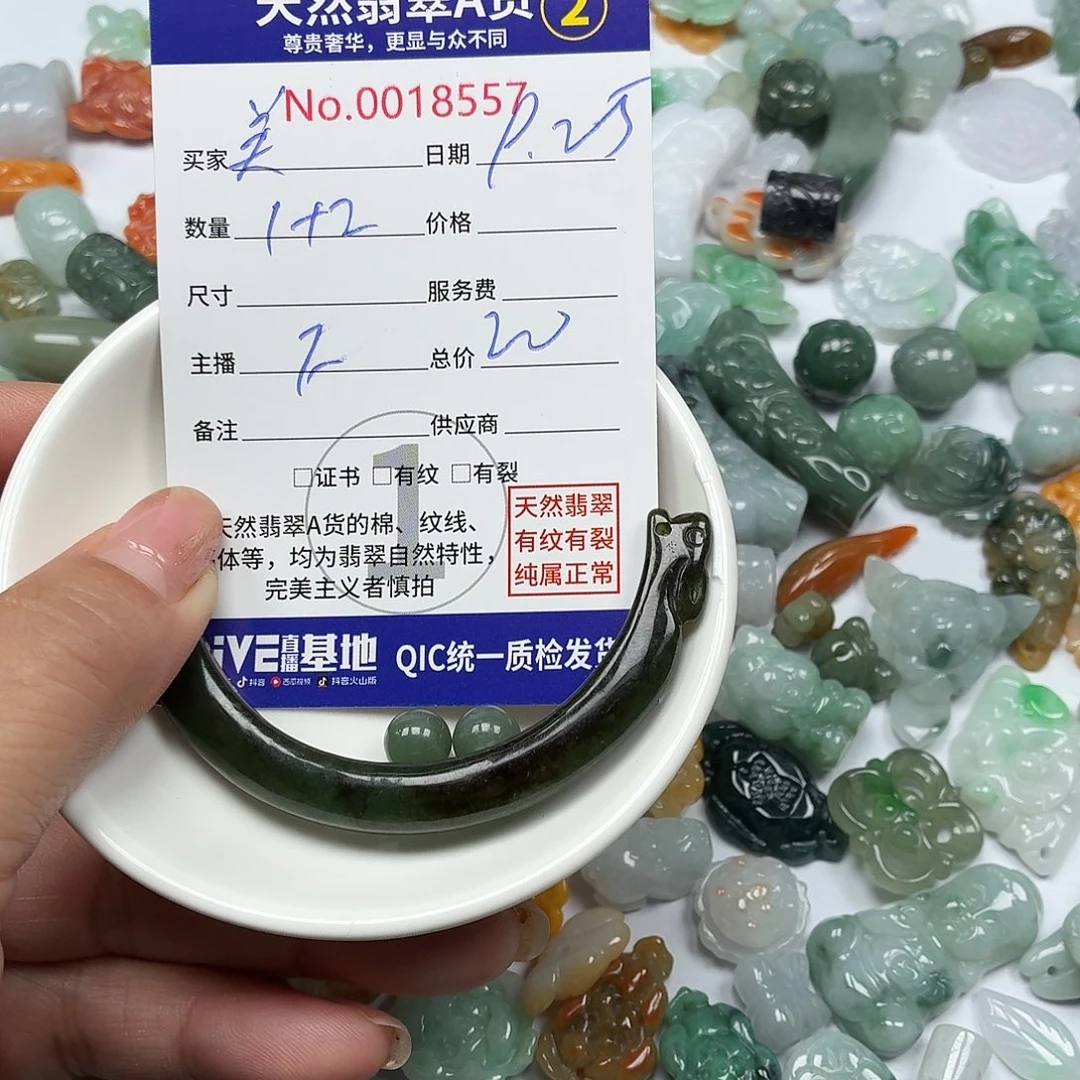 天然翡翠A货 2
尊贵奢华，更显与众不同
No.0018557
买家 美 日期 9.25
数量 1+2 价格
尺寸 服务费
主播 总价 20
备注 供应商
□证书 □有纹 □有裂
1
天然翡翠A货的棉、纹线、
体等，均为翡翠自然特性，
完美主义者慎拍
天然翡翠
有纹有裂
纯属正常
LiVE直播基地 QIC统一质检发货
抖音 西瓜视频 抖音火山版